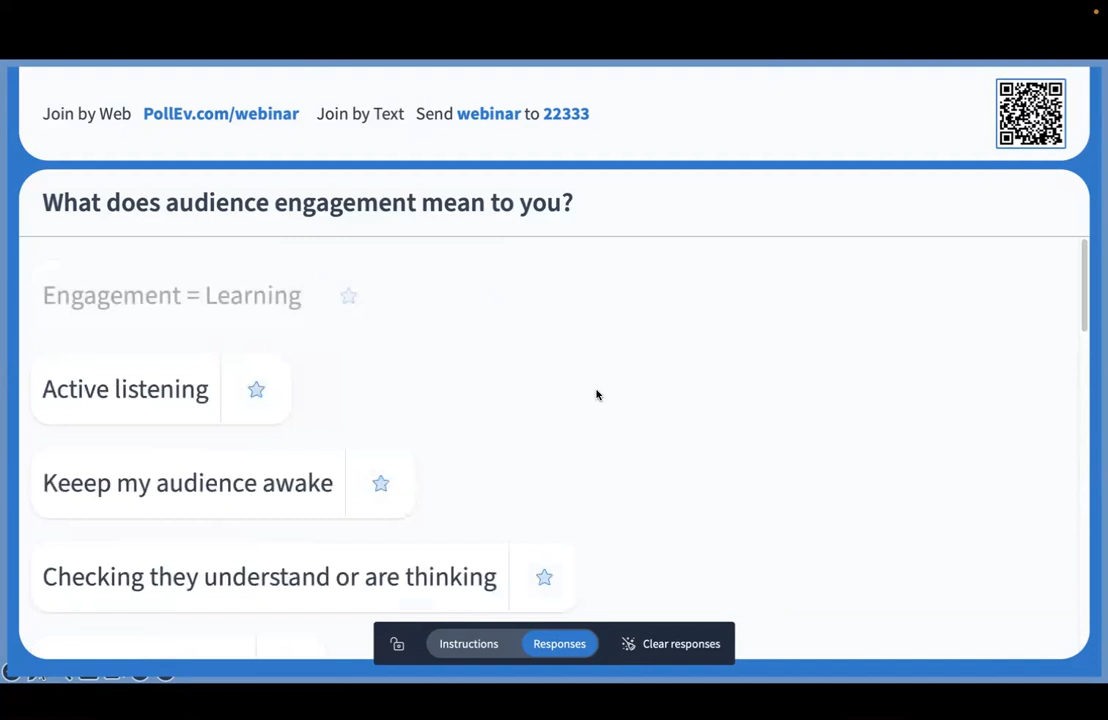 Join by Web PollEv.com/webinar Join by Text Send webinar to 22333
What does audience engagement mean to you?
Engagement = Learning
Active listening
Keeep my audience awake
Checking they understand or are thinking
Instructions Responses Clear responses